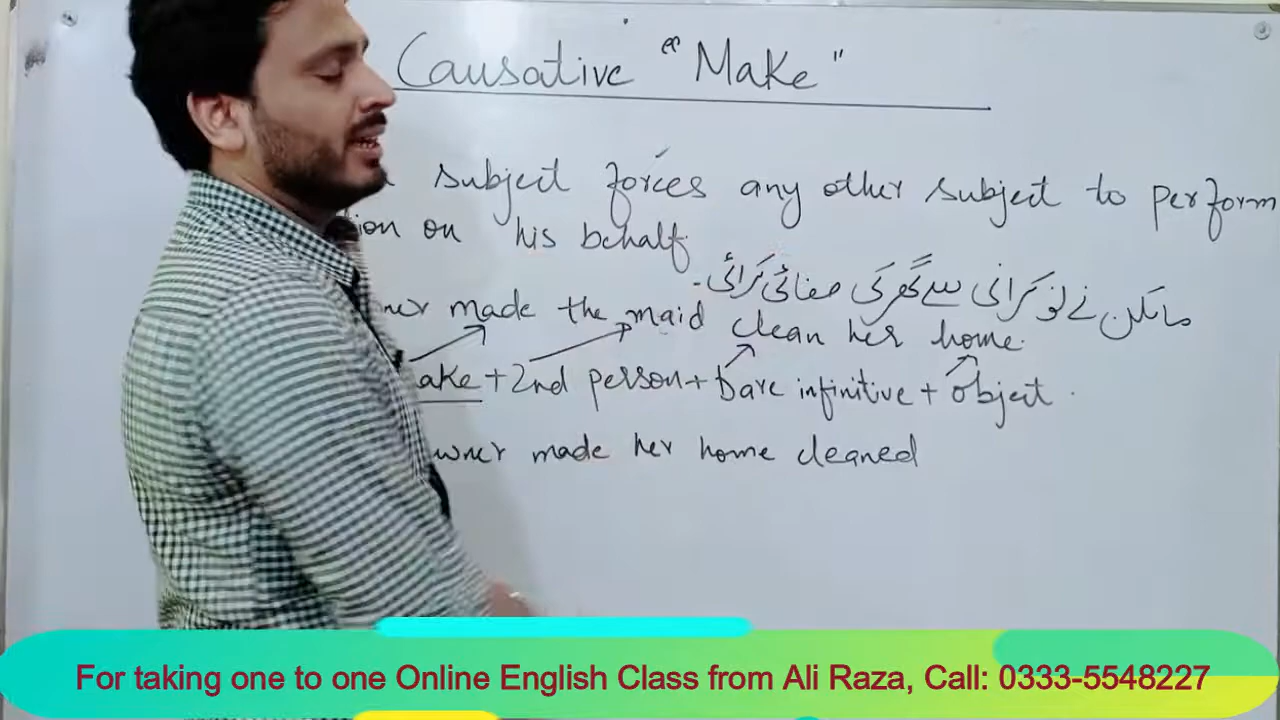 Causative "Make"
subject forces any other subject to perform
on his behalf
مالکن نے نوکرانی سے گھر کی صفائی کرائی۔
made the maid clean her home.
+ 2nd person + bare infinitive + object.
made her home cleaned
For taking one to one Online English Class from Ali Raza, Call: 0333-5548227